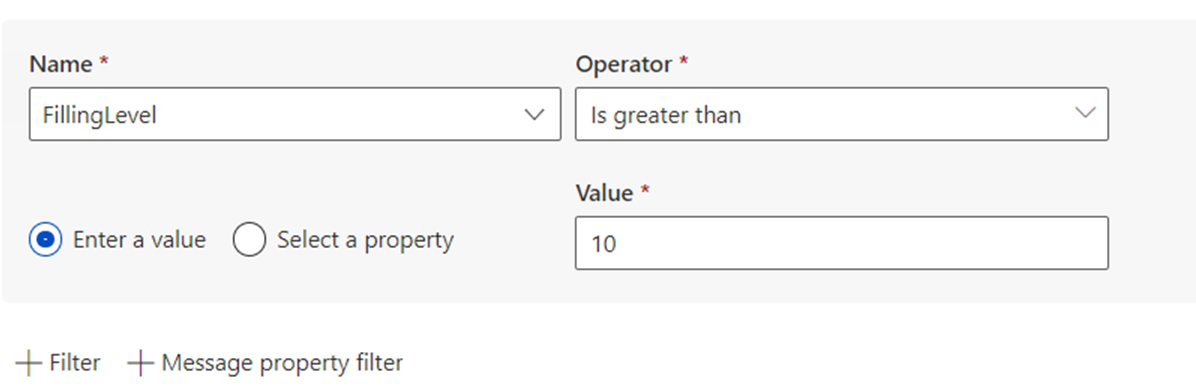 Name * Operator *
FillingLevel Is greater than
Value *
Enter a value Select a property 10
+ Filter + Message property filter